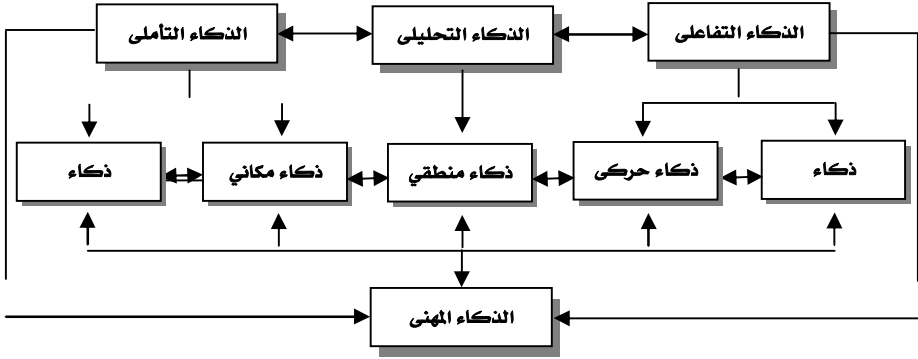 الذكاء التفاعلى
الذكاء التحليلى
الذكاء التأملى
ذكاء
ذكاء حركى
ذكاء منطقي
ذكاء مكاني
ذكاء
الذكاء المهنى